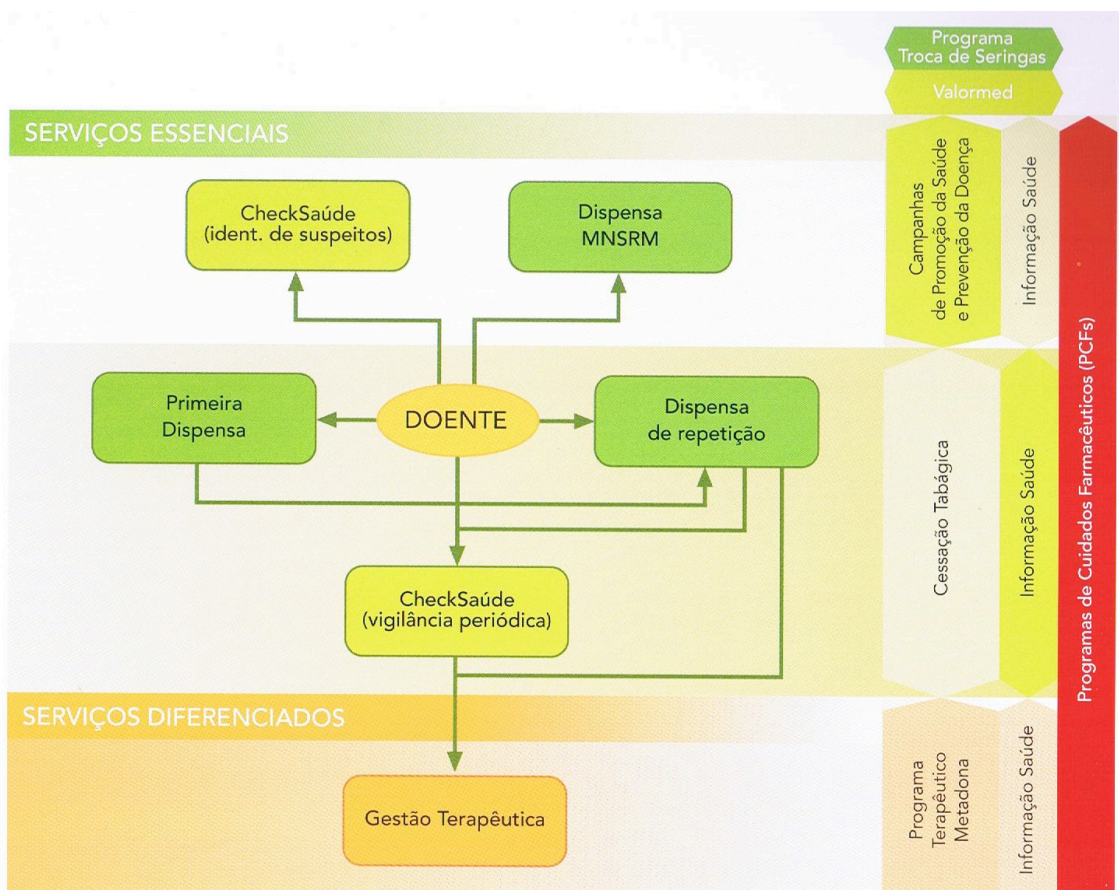 Programa
Troca de Seringas
Valormed
SERVIÇOS ESSENCIAIS
CheckSaúde
(ident. de suspeitos)
Dispensa
MNSRM
Campanhas
de Promoção da Saúde
e Prevenção da Doença
Informação Saúde
Programas de Cuidados Farmacêuticos (PCFs)
Primeira
Dispensa
DOENTE
Dispensa
de repetição
Cessação Tabágica
Informação Saúde
CheckSaúde
(vigilância periódica)
SERVIÇOS DIFERENCIADOS
Gestão Terapêutica
Programa
Terapêutico
Metadona
Informação Saúde